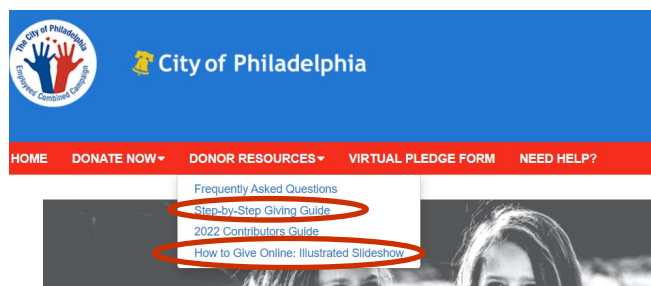 The City of Philadelphia
Employees' Combined Campaign
City of Philadelphia
HOME DONATE NOW DONOR RESOURCES VIRTUAL PLEDGE FORM NEED HELP?
Frequently Asked Questions
Step-by-Step Giving Guide
2022 Contributors Guide
How to Give Online: Illustrated Slideshow